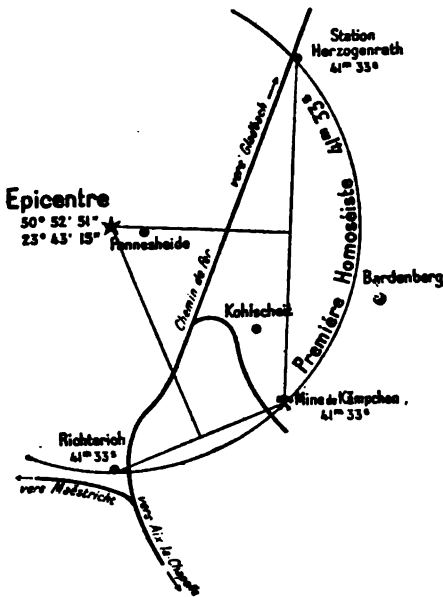 Station
Herzogenrath
41m 33s
41m 33s
vers Gladbach
Epicentre
50° 52' 51"
23° 43' 15"
Pannesheide
Première Homoséiste
Bardenberg
Chemin de fer
Kohlscheid
Mine de Kämpchen,
41m 33s
Richterich
41m 33s
vers Maëstricht
vers Aix la Chapelle